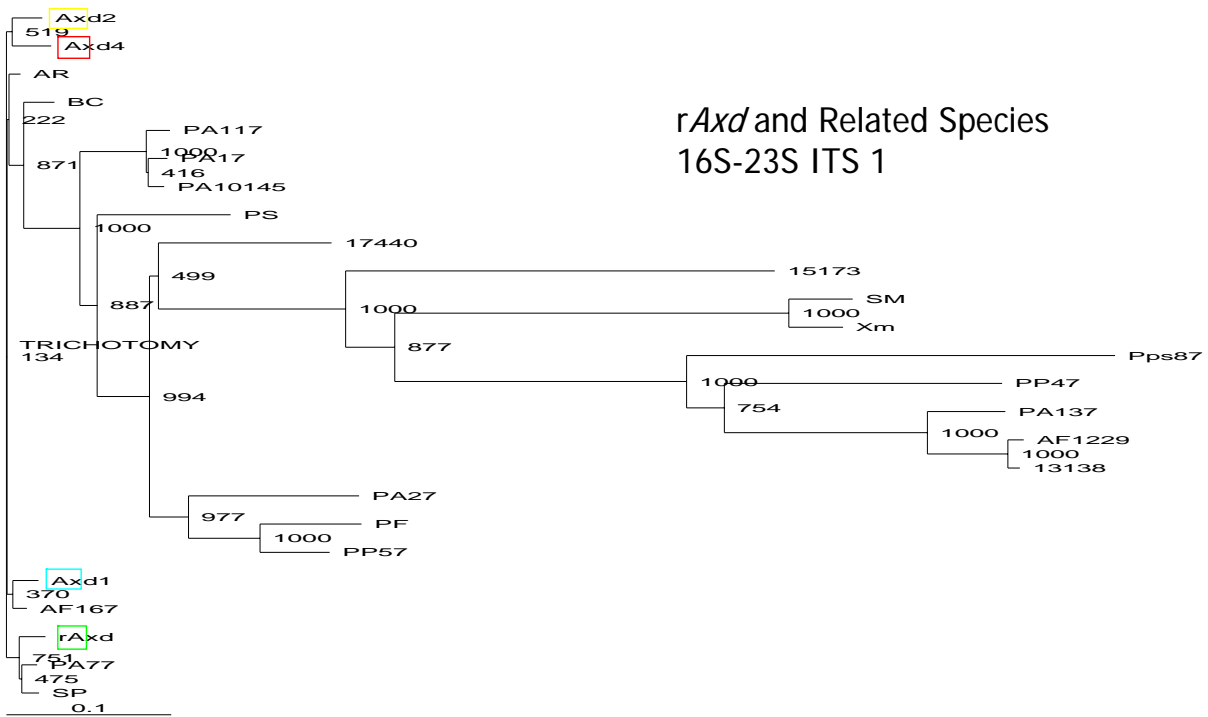 Axd2
519
Axd4
AR
BC
222
rAxd and Related Species
16S-23S ITS 1
PA117
1000
PA17
871
416
PA10145
PS
1000
17440
499
15173
887
1000
SM
1000
Xm
TRICHOTOMY
134
877
Pps87
1000
PP47
994
754
PA137
1000
AF1229
1000
13138
PA27
977
PF
1000
PP57
Axd1
370
AF167
rAxd
751
PA77
475
SP
0.1